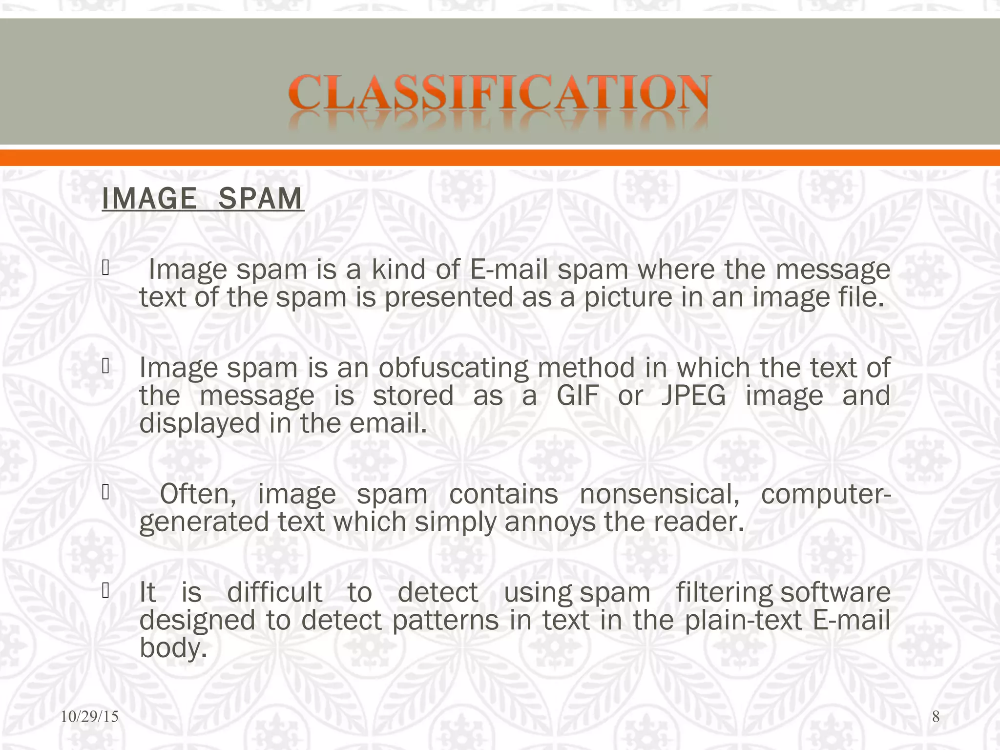 CLASSIFICATION
IMAGE SPAM
Image spam is a kind of E-mail spam where the message
text of the spam is presented as a picture in an image file.
Image spam is an obfuscating method in which the text of
the message is stored as a GIF or JPEG image and
displayed in the email.
Often, image spam contains nonsensical, computer-
generated text which simply annoys the reader.
It is difficult to detect using spam filtering software
designed to detect patterns in text in the plain-text E-mail
body.
10/29/15
8